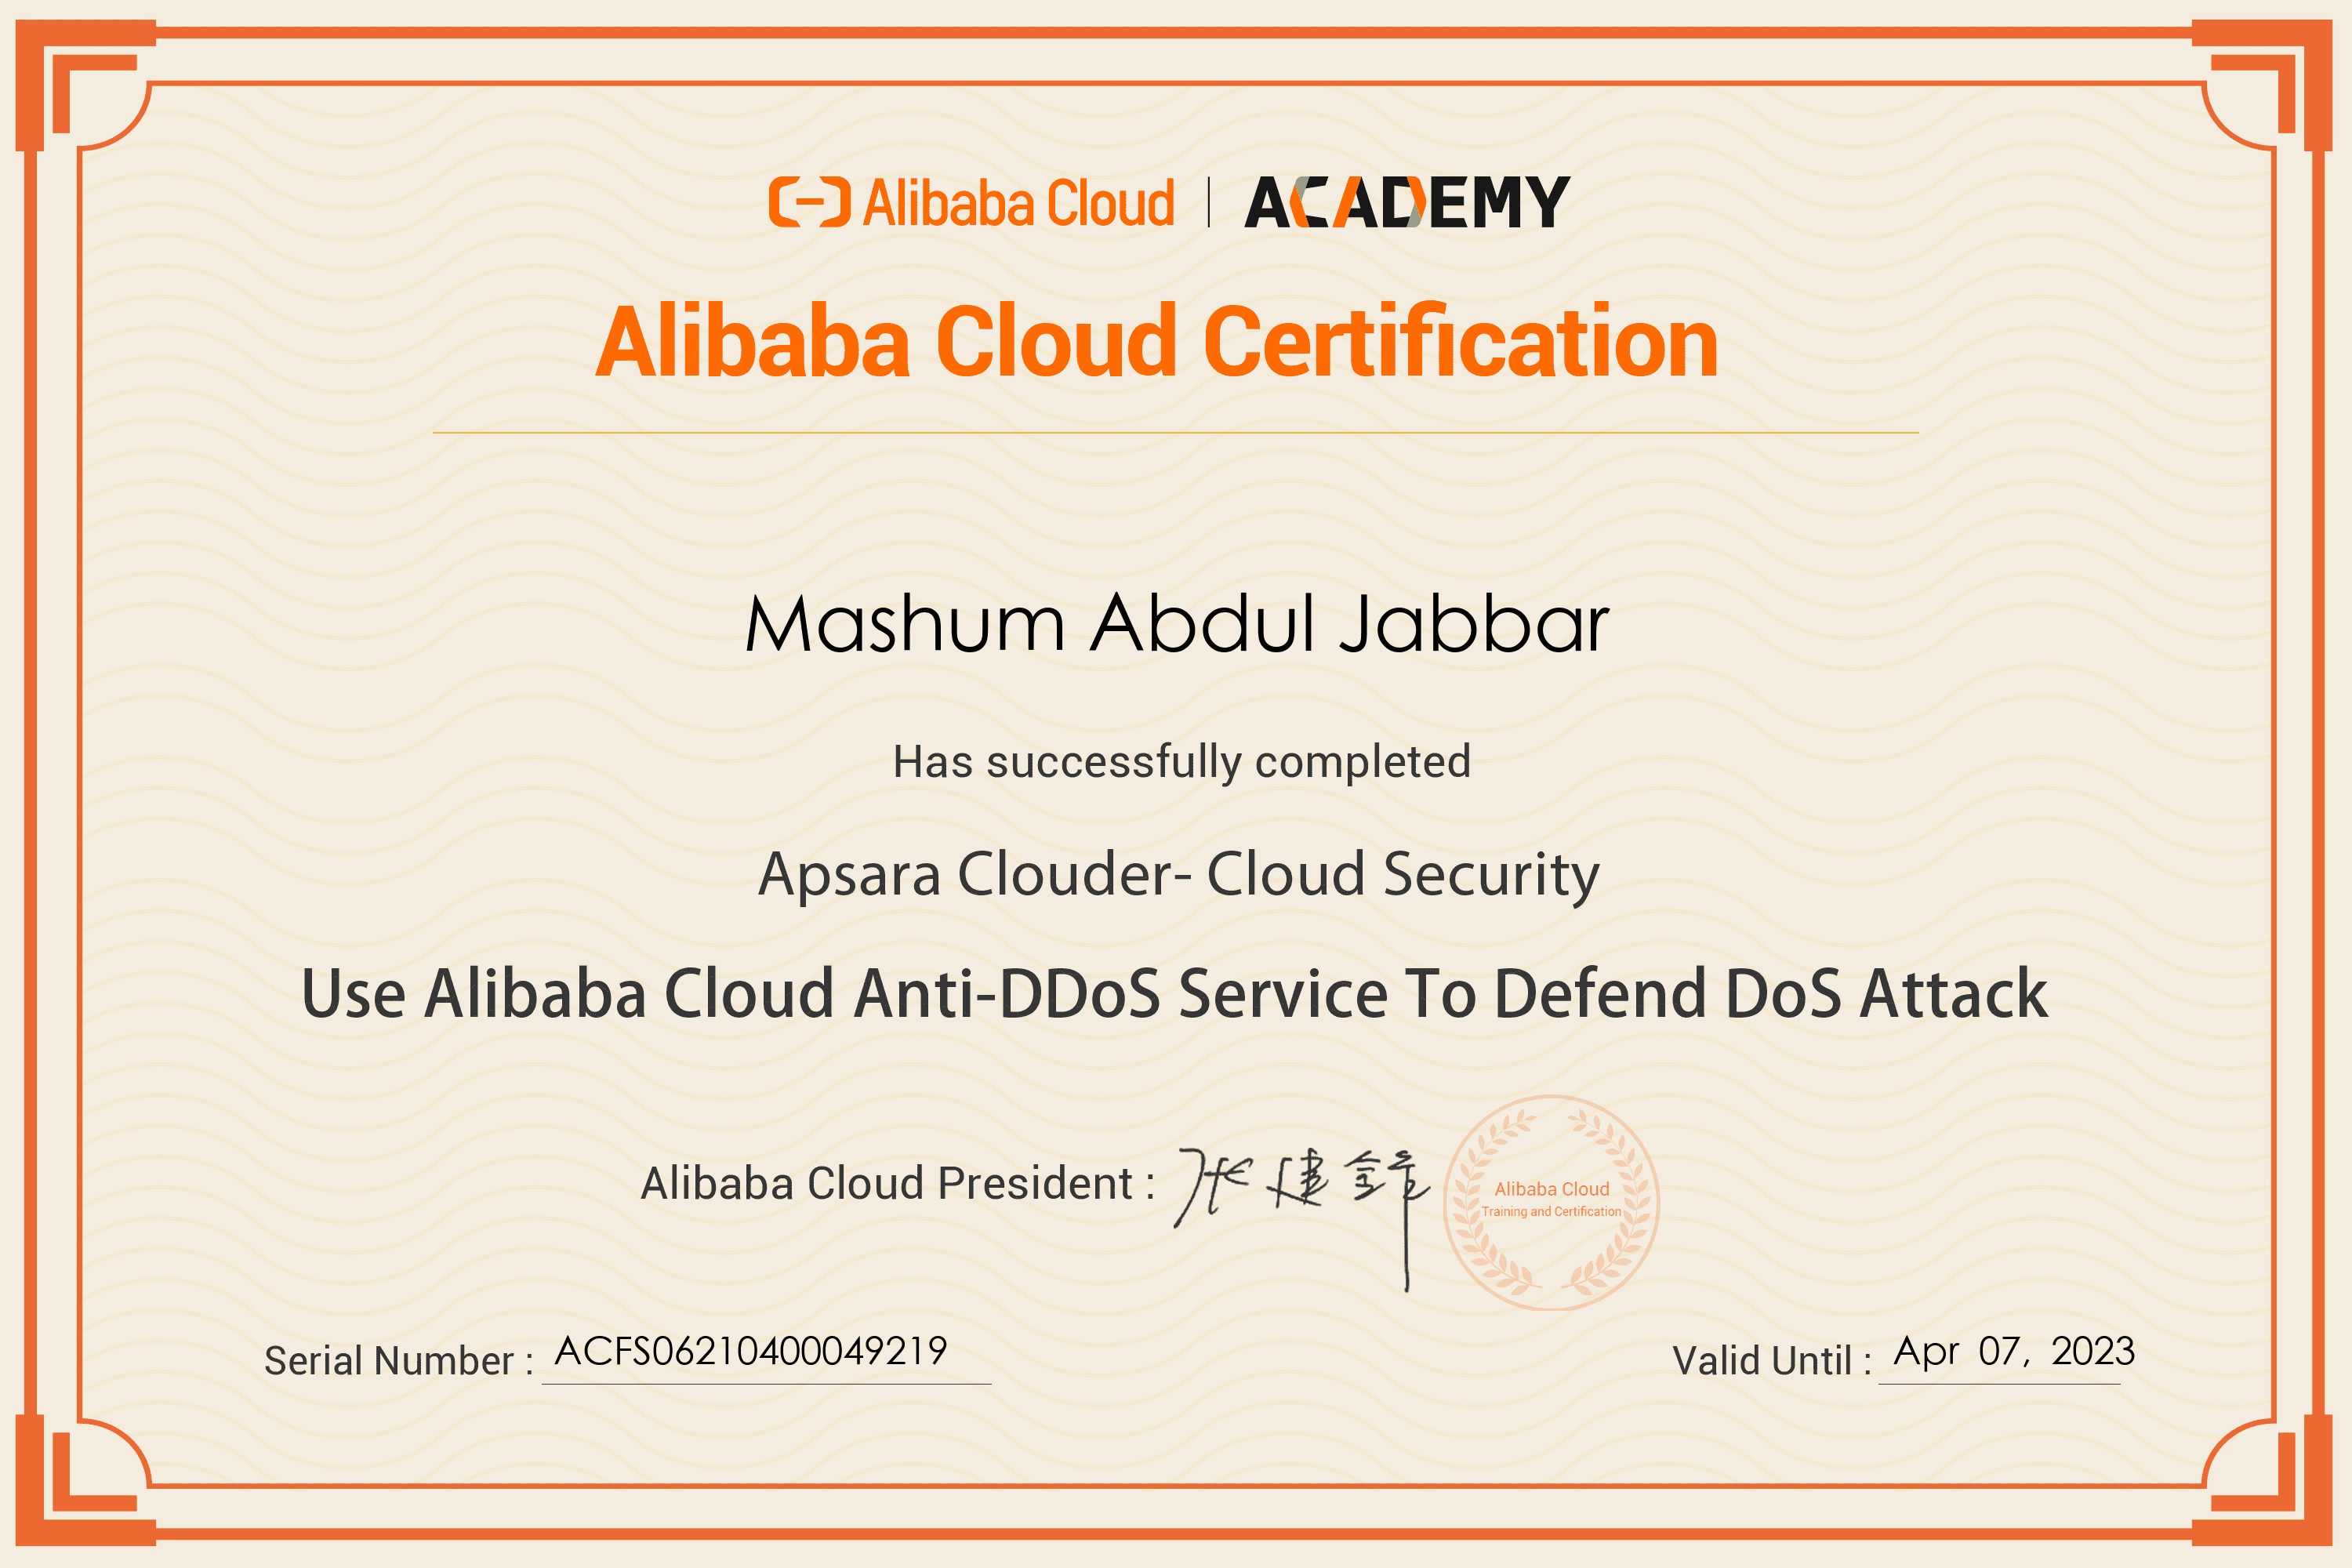 Alibaba Cloud | ACADEMY
Alibaba Cloud Certification
Mashum Abdul Jabbar
Has successfully completed
Apsara Clouder- Cloud Security
Use Alibaba Cloud Anti-DDoS Service To Defend DoS Attack
Alibaba Cloud President : 张建锋
Alibaba Cloud
Training and Certification
Serial Number : ACFS06210400049219
Valid Until : Apr 07, 2023